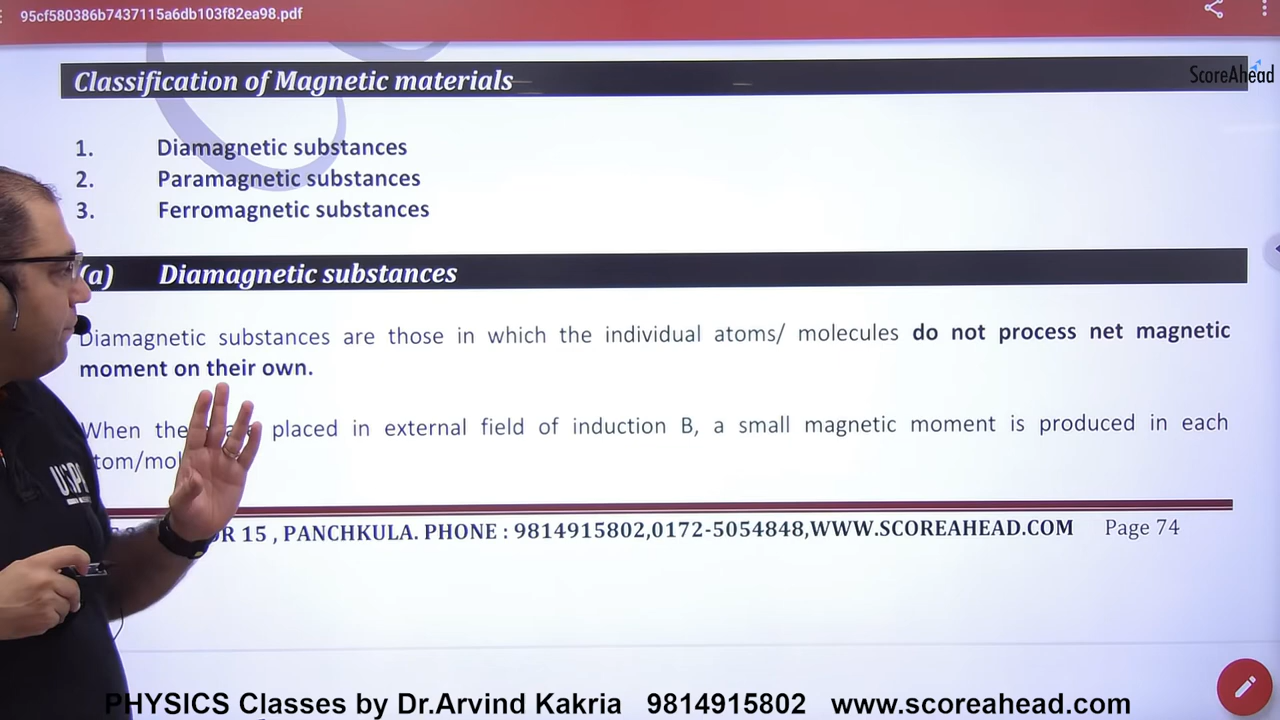 95cf580386b7437115a6db103f82ea98.pdf
ScoreAhead
Classification of Magnetic materials
1. Diamagnetic substances
2. Paramagnetic substances
3. Ferromagnetic substances
(a) Diamagnetic substances
Diamagnetic substances are those in which the individual atoms/ molecules do not process net magnetic
moment on their own.
When placed in external field of induction B, a small magnetic moment is produced in each
15 , PANCHKULA. PHONE : 9814915802,0172-5054848,WWW.SCOREAHEAD.COM Page 74
PHYSICS Classes by Dr.Arvind Kakria 9814915802 www.scoreahead.com